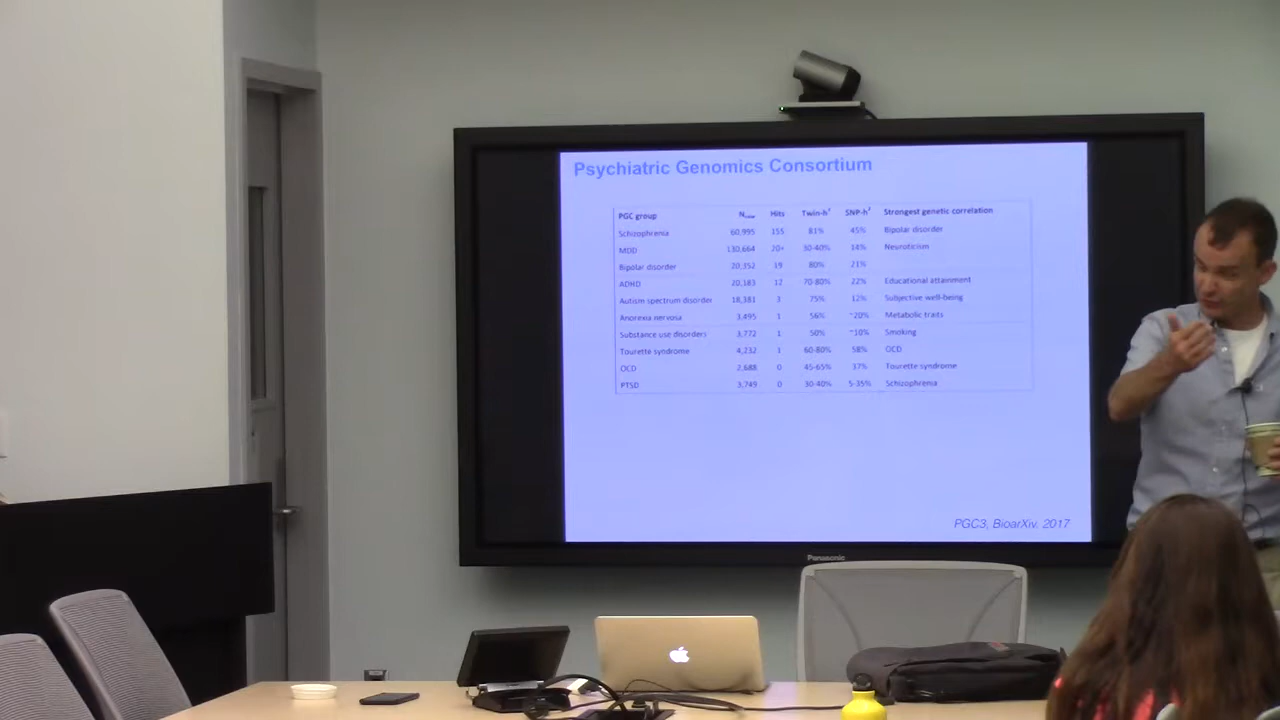 Psychiatric Genomics Consortium
PGC group Ncase Hits Twin-h² SNP-h² Strongest genetic correlation
Schizophrenia 60,995 155 81% 45% Bipolar disorder
MDD 130,664 20+ 30-40% 14% Neuroticism
Bipolar disorder 20,352 19 80% 21%
ADHD 20,183 12 70-80% 22% Educational attainment
Autism spectrum disorder 18,381 3 75% 12% Subjective well-being
Anorexia nervosa 3,495 1 56% ~20% Metabolic traits
Substance use disorders 3,772 1 50% ~10% Smoking
Tourette syndrome 4,232 1 60-80% 58% OCD
OCD 2,688 0 45-65% 37% Tourette syndrome
PTSD 3,749 0 30-40% 5-35% Schizophrenia
PGC3, BioarXiv. 2017
Panasonic